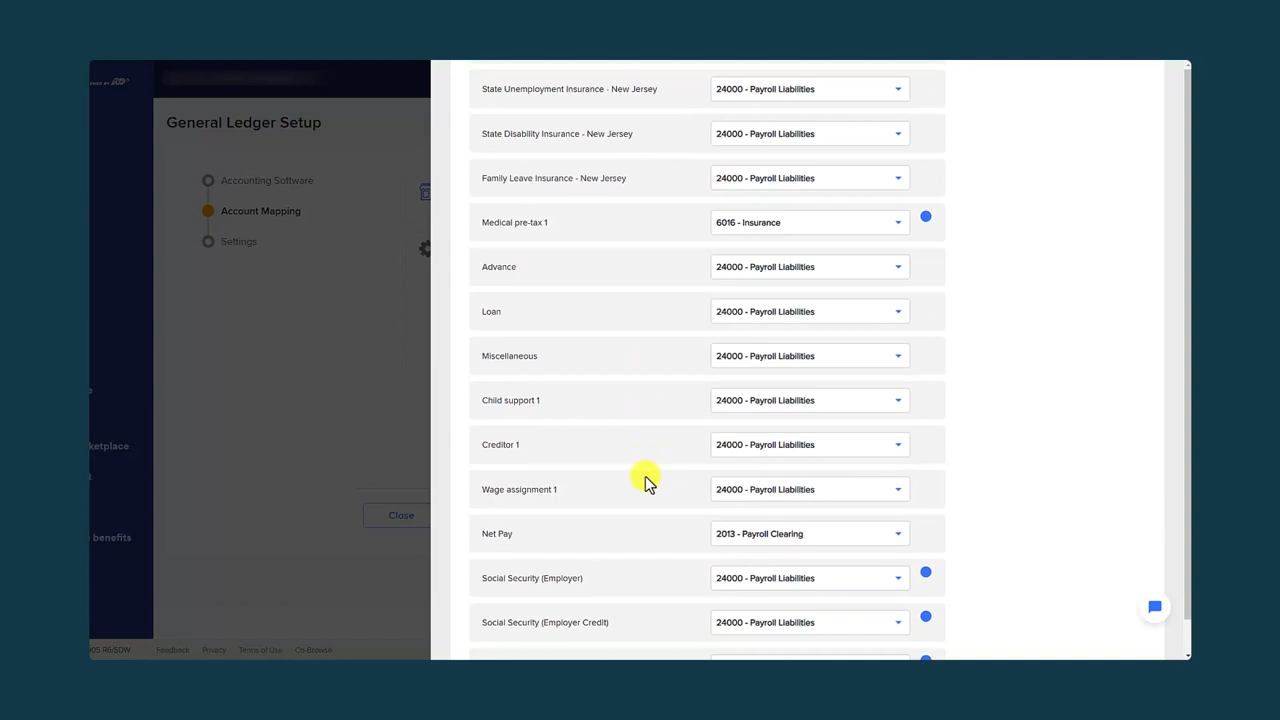 General Ledger Setup
Accounting Software
Account Mapping
Settings
ketplace
benefits
Close
005 R6/SDW
Feedback
Privacy
Terms of Use
State Unemployment Insurance - New Jersey
24000 - Payroll Liabilities
State Disability Insurance - New Jersey
24000 - Payroll Liabilities
Family Leave Insurance - New Jersey
24000 - Payroll Liabilities
Medical pre-tax 1
6016 - Insurance
Advance
24000 - Payroll Liabilities
Loan
24000 - Payroll Liabilities
Miscellaneous
24000 - Payroll Liabilities
Child support 1
24000 - Payroll Liabilities
Creditor 1
24000 - Payroll Liabilities
Wage assignment 1
24000 - Payroll Liabilities
Net Pay
2013 - Payroll Clearing
Social Security (Employer)
24000 - Payroll Liabilities
Social Security (Employer Credit)
24000 - Payroll Liabilities